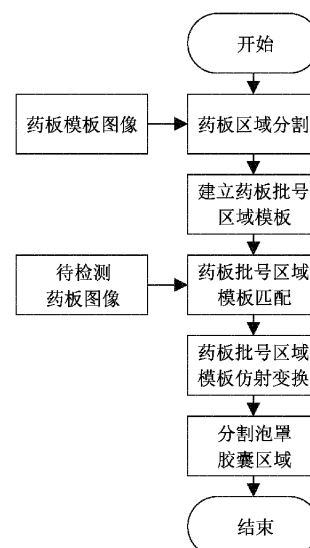 开始
药板模板图像
药板区域分割
建立药板批号
区域模板
待检测
药板图像
药板批号区域
模板匹配
药板批号区域
模板仿射变换
分割泡罩
胶囊区域
结束